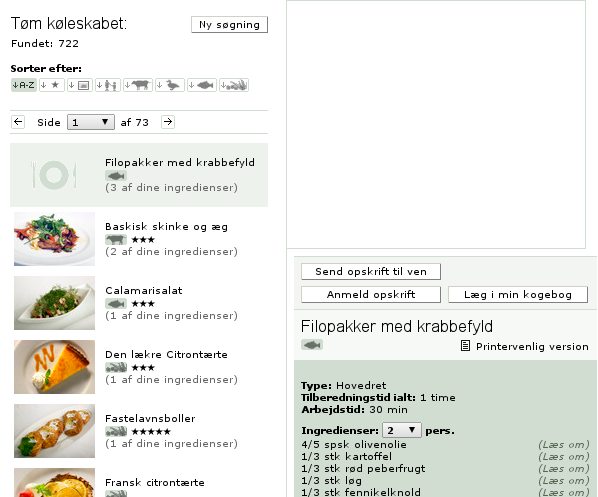 Tøm køleskabet:
Ny søgning
Fundet: 722
Sorter efter:
A-Z
Side 1 af 73
Filopakker med krabbefyld
(3 af dine ingredienser)
Baskisk skinke og æg
★★★
(2 af dine ingredienser)
Calamarisalat
★★★
(1 af dine ingredienser)
Den lækre Citrontærte
★★★
(1 af dine ingredienser)
Fastelavnsboller
★★★★★
(1 af dine ingredienser)
Fransk citrontærte
Send opskrift til ven
Anmeld opskrift
Læg i min kogebog
Filopakker med krabbefyld
Printervenlig version
Type: Hovedret
Tilberedningstid ialt: 1 time
Arbejdstid: 30 min
Ingredienser: 2 pers.
4/5 spsk olivenolie (Læs om)
1/3 stk kartoffel (Læs om)
1/3 stk rød peberfrugt (Læs om)
1/3 stk løg (Læs om)
1/3 stk fennikelknold (Læs om)